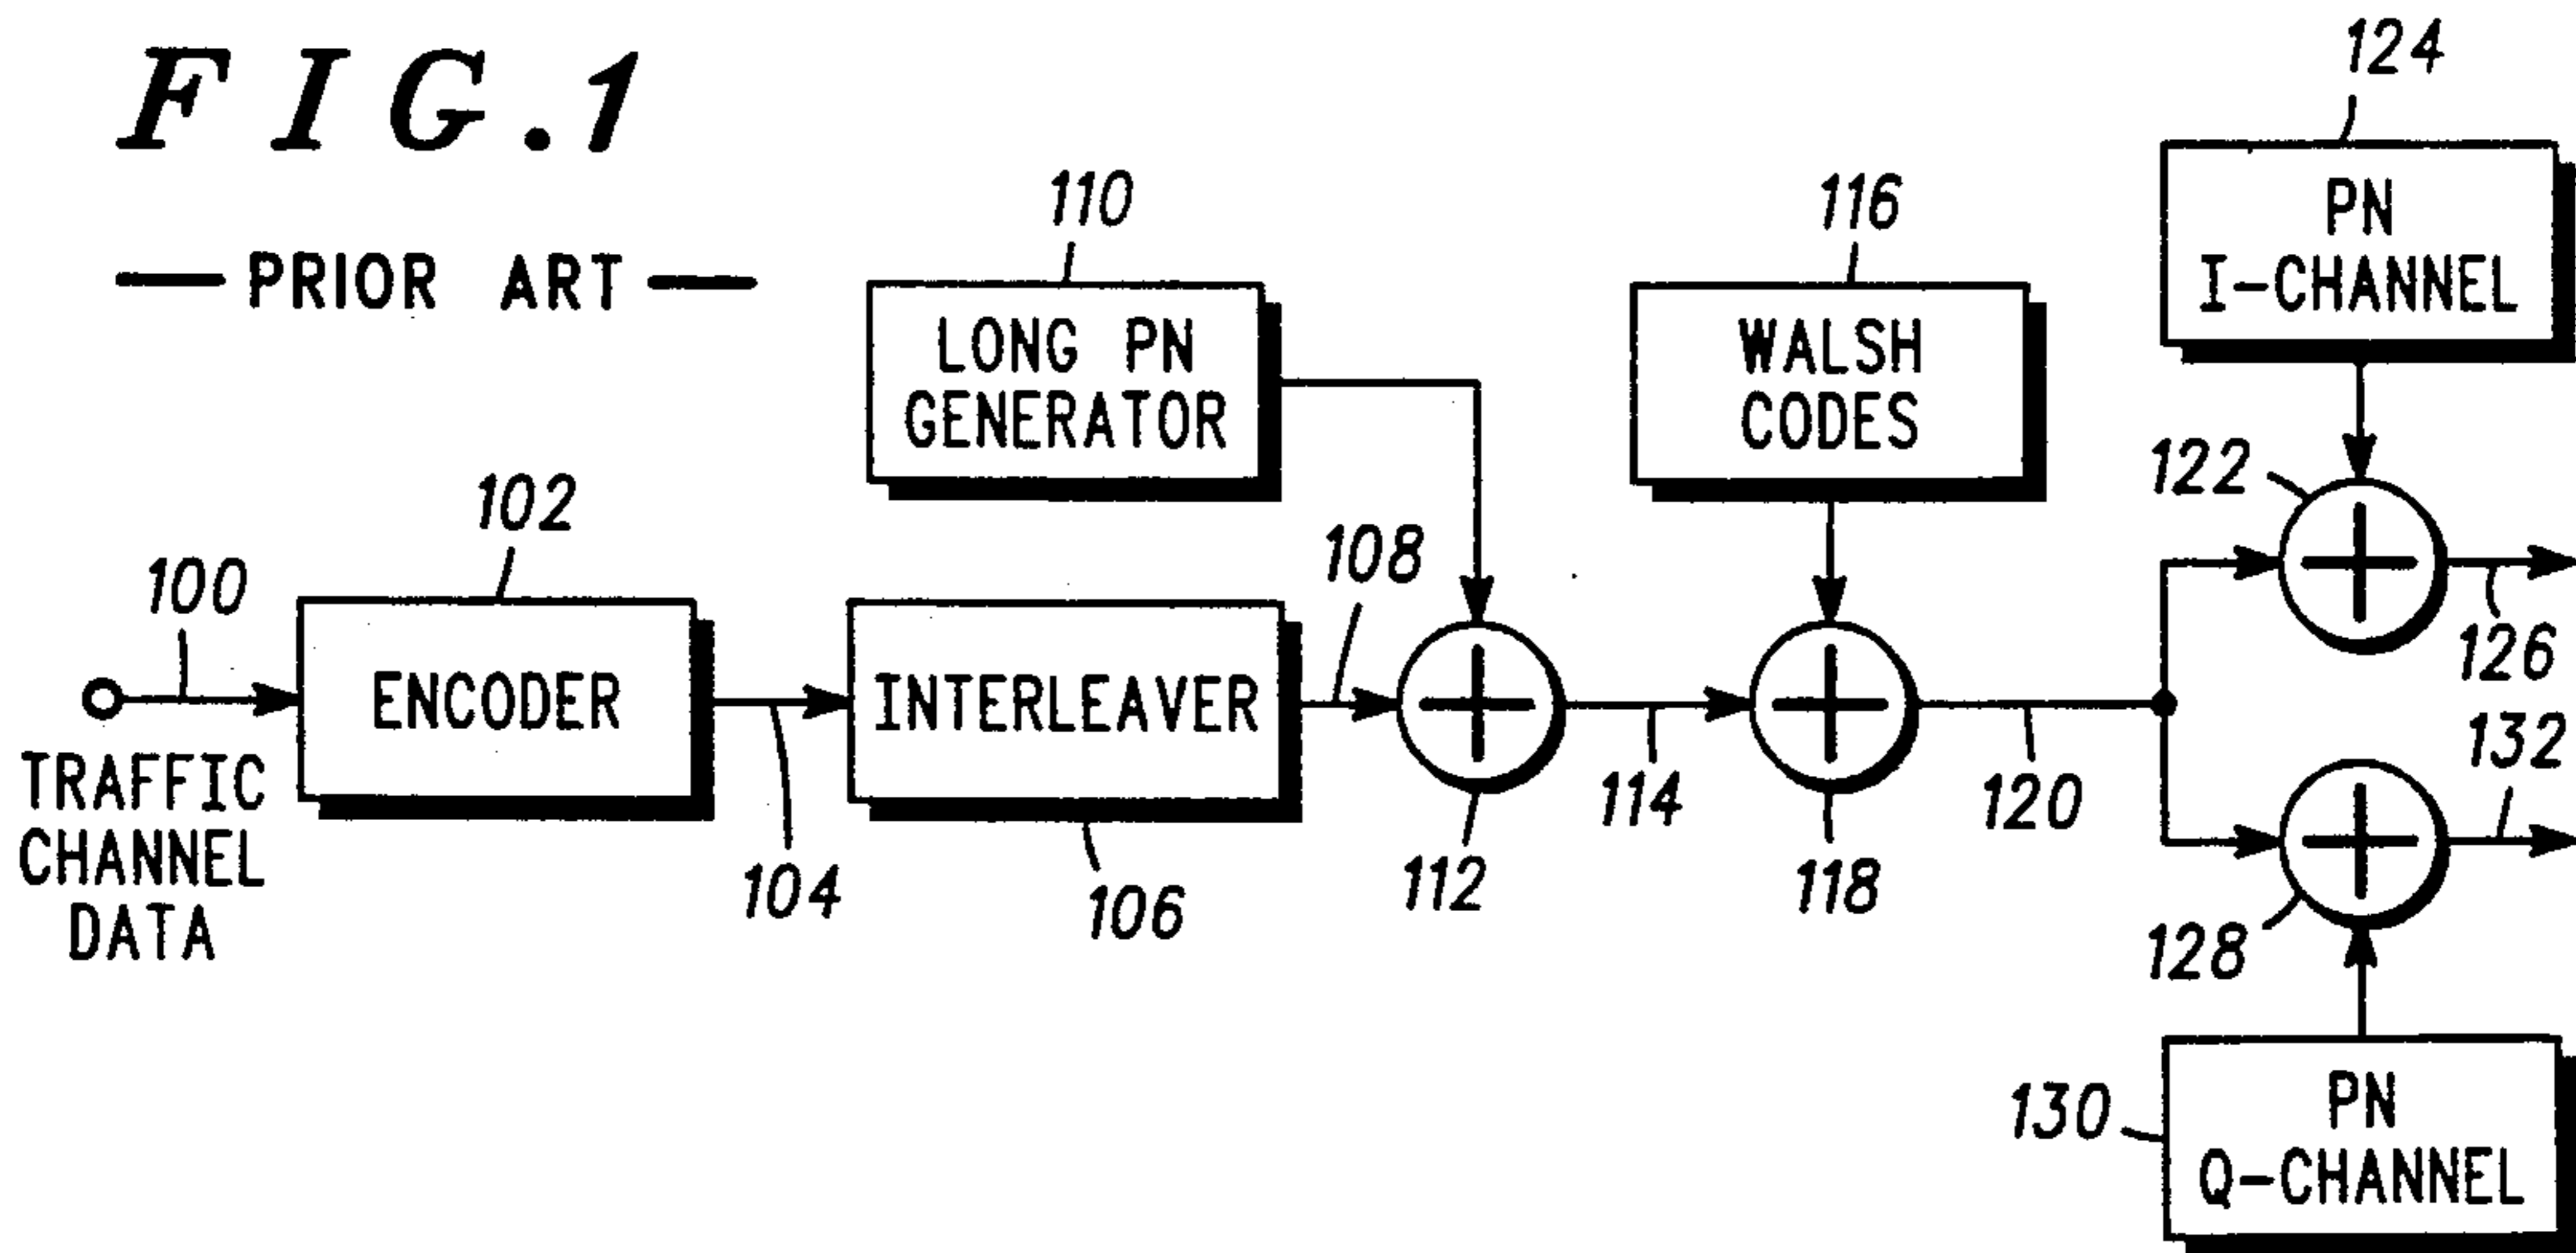 FIG.1
— PRIOR ART —
124
PN
I-CHANNEL
110
LONG PN
GENERATOR
116
WALSH
CODES
122
126
102
ENCODER
100
TRAFFIC
CHANNEL
DATA
104
INTERLEAVER
106
108
112
114
118
120
132
128
130
PN
Q-CHANNEL